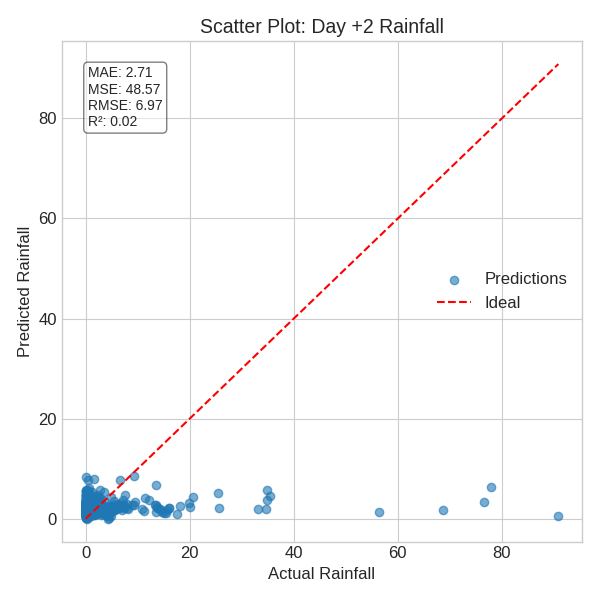 Scatter Plot: Day +2 Rainfall
MAE: 2.71
MSE: 48.57
RMSE: 6.97
R²: 0.02
80
60
40
20
0
Predicted Rainfall
Predictions
Ideal
0 20 40 60 80
Actual Rainfall